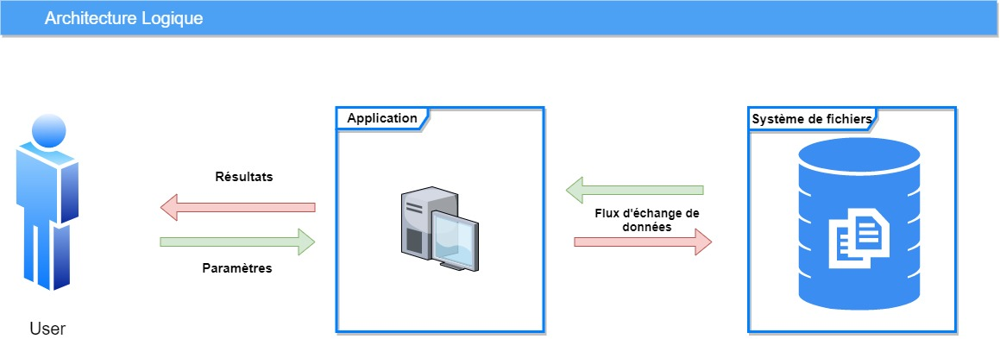 Architecture Logique
Application
Système de fichiers
Résultats
Flux d'échange de
données
Paramètres
User